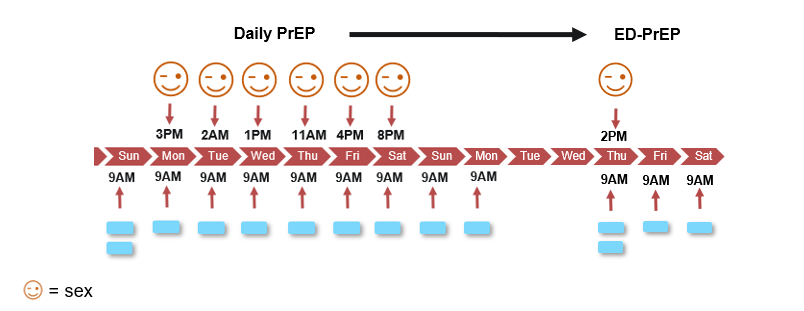 Daily PrEP ED-PrEP
3PM 2AM 1PM 11AM 4PM 8PM 2PM
Sun Mon Tue Wed Thu Fri Sat Sun Mon Tue Wed Thu Fri Sat
9AM 9AM 9AM 9AM 9AM 9AM 9AM 9AM 9AM 9AM 9AM 9AM
= sex